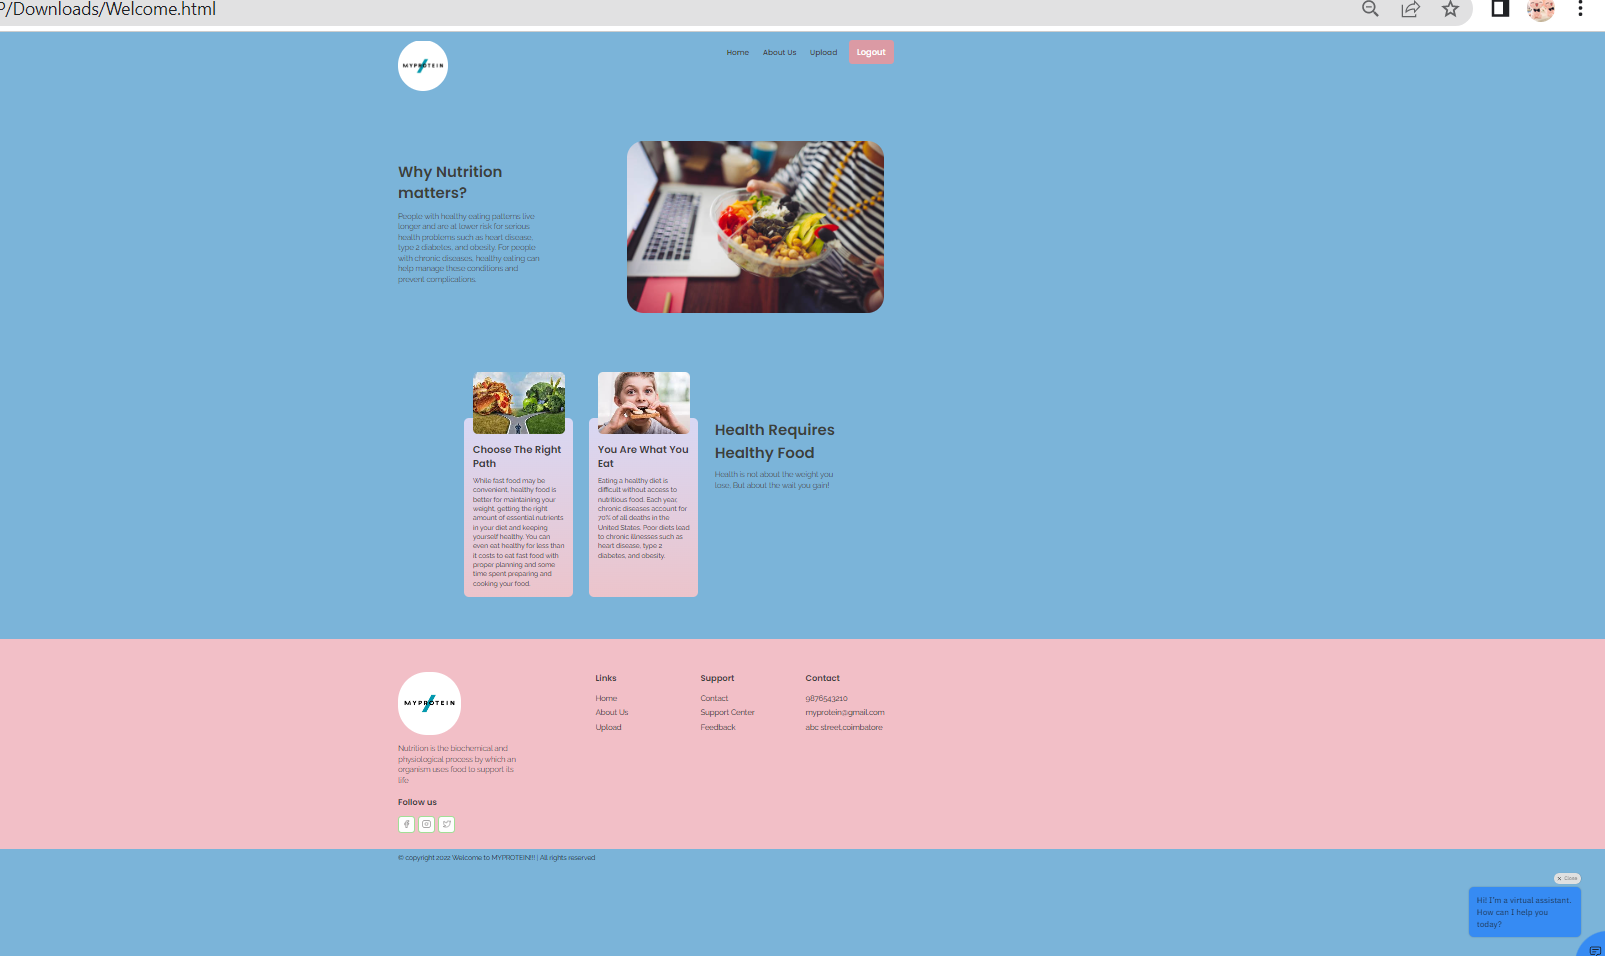 P/Downloads/Welcome.html
MYPROTEIN
Home About Us Upload Logout
Why Nutrition
matters?
People with healthy eating patterns live
longer and are at lower risk for serious
health problems such as heart disease,
type 2 diabetes, and obesity. For people
with chronic diseases, healthy eating can
help manage these conditions and
prevent complications.
Choose The Right
Path
While fast food may be
convenient, healthy food is
better for maintaining your
weight, getting the right
amount of essential nutrients
in your diet and keeping
yourself healthy. You can
even eat healthy for less than
it costs to eat fast food with
proper planning and some
time spent preparing and
cooking your food.
You Are What You
Eat
Eating a healthy diet is
difficult without access to
nutritious food. Each year,
chronic diseases account for
70% of all deaths in the
United States. Poor diets lead
to chronic illnesses such as
heart disease, type 2
diabetes, and obesity.
Health Requires
Healthy Food
Health is not about the weight you
lose. But about the wait you gain!
MYPROTEIN
Nutrition is the biochemical and
physiological process by which an
organism uses food to support its
life
Follow us
Links
Home
About Us
Upload
Support
Contact
Support Center
Feedback
Contact
9876543210
myprotein@gmail.com
abc street,coimbatore
© copyright 2022 Welcome to MYPROTEIN!!! | All rights reserved
× Close
Hi! I'm a virtual assistant.
How can I help you
today?